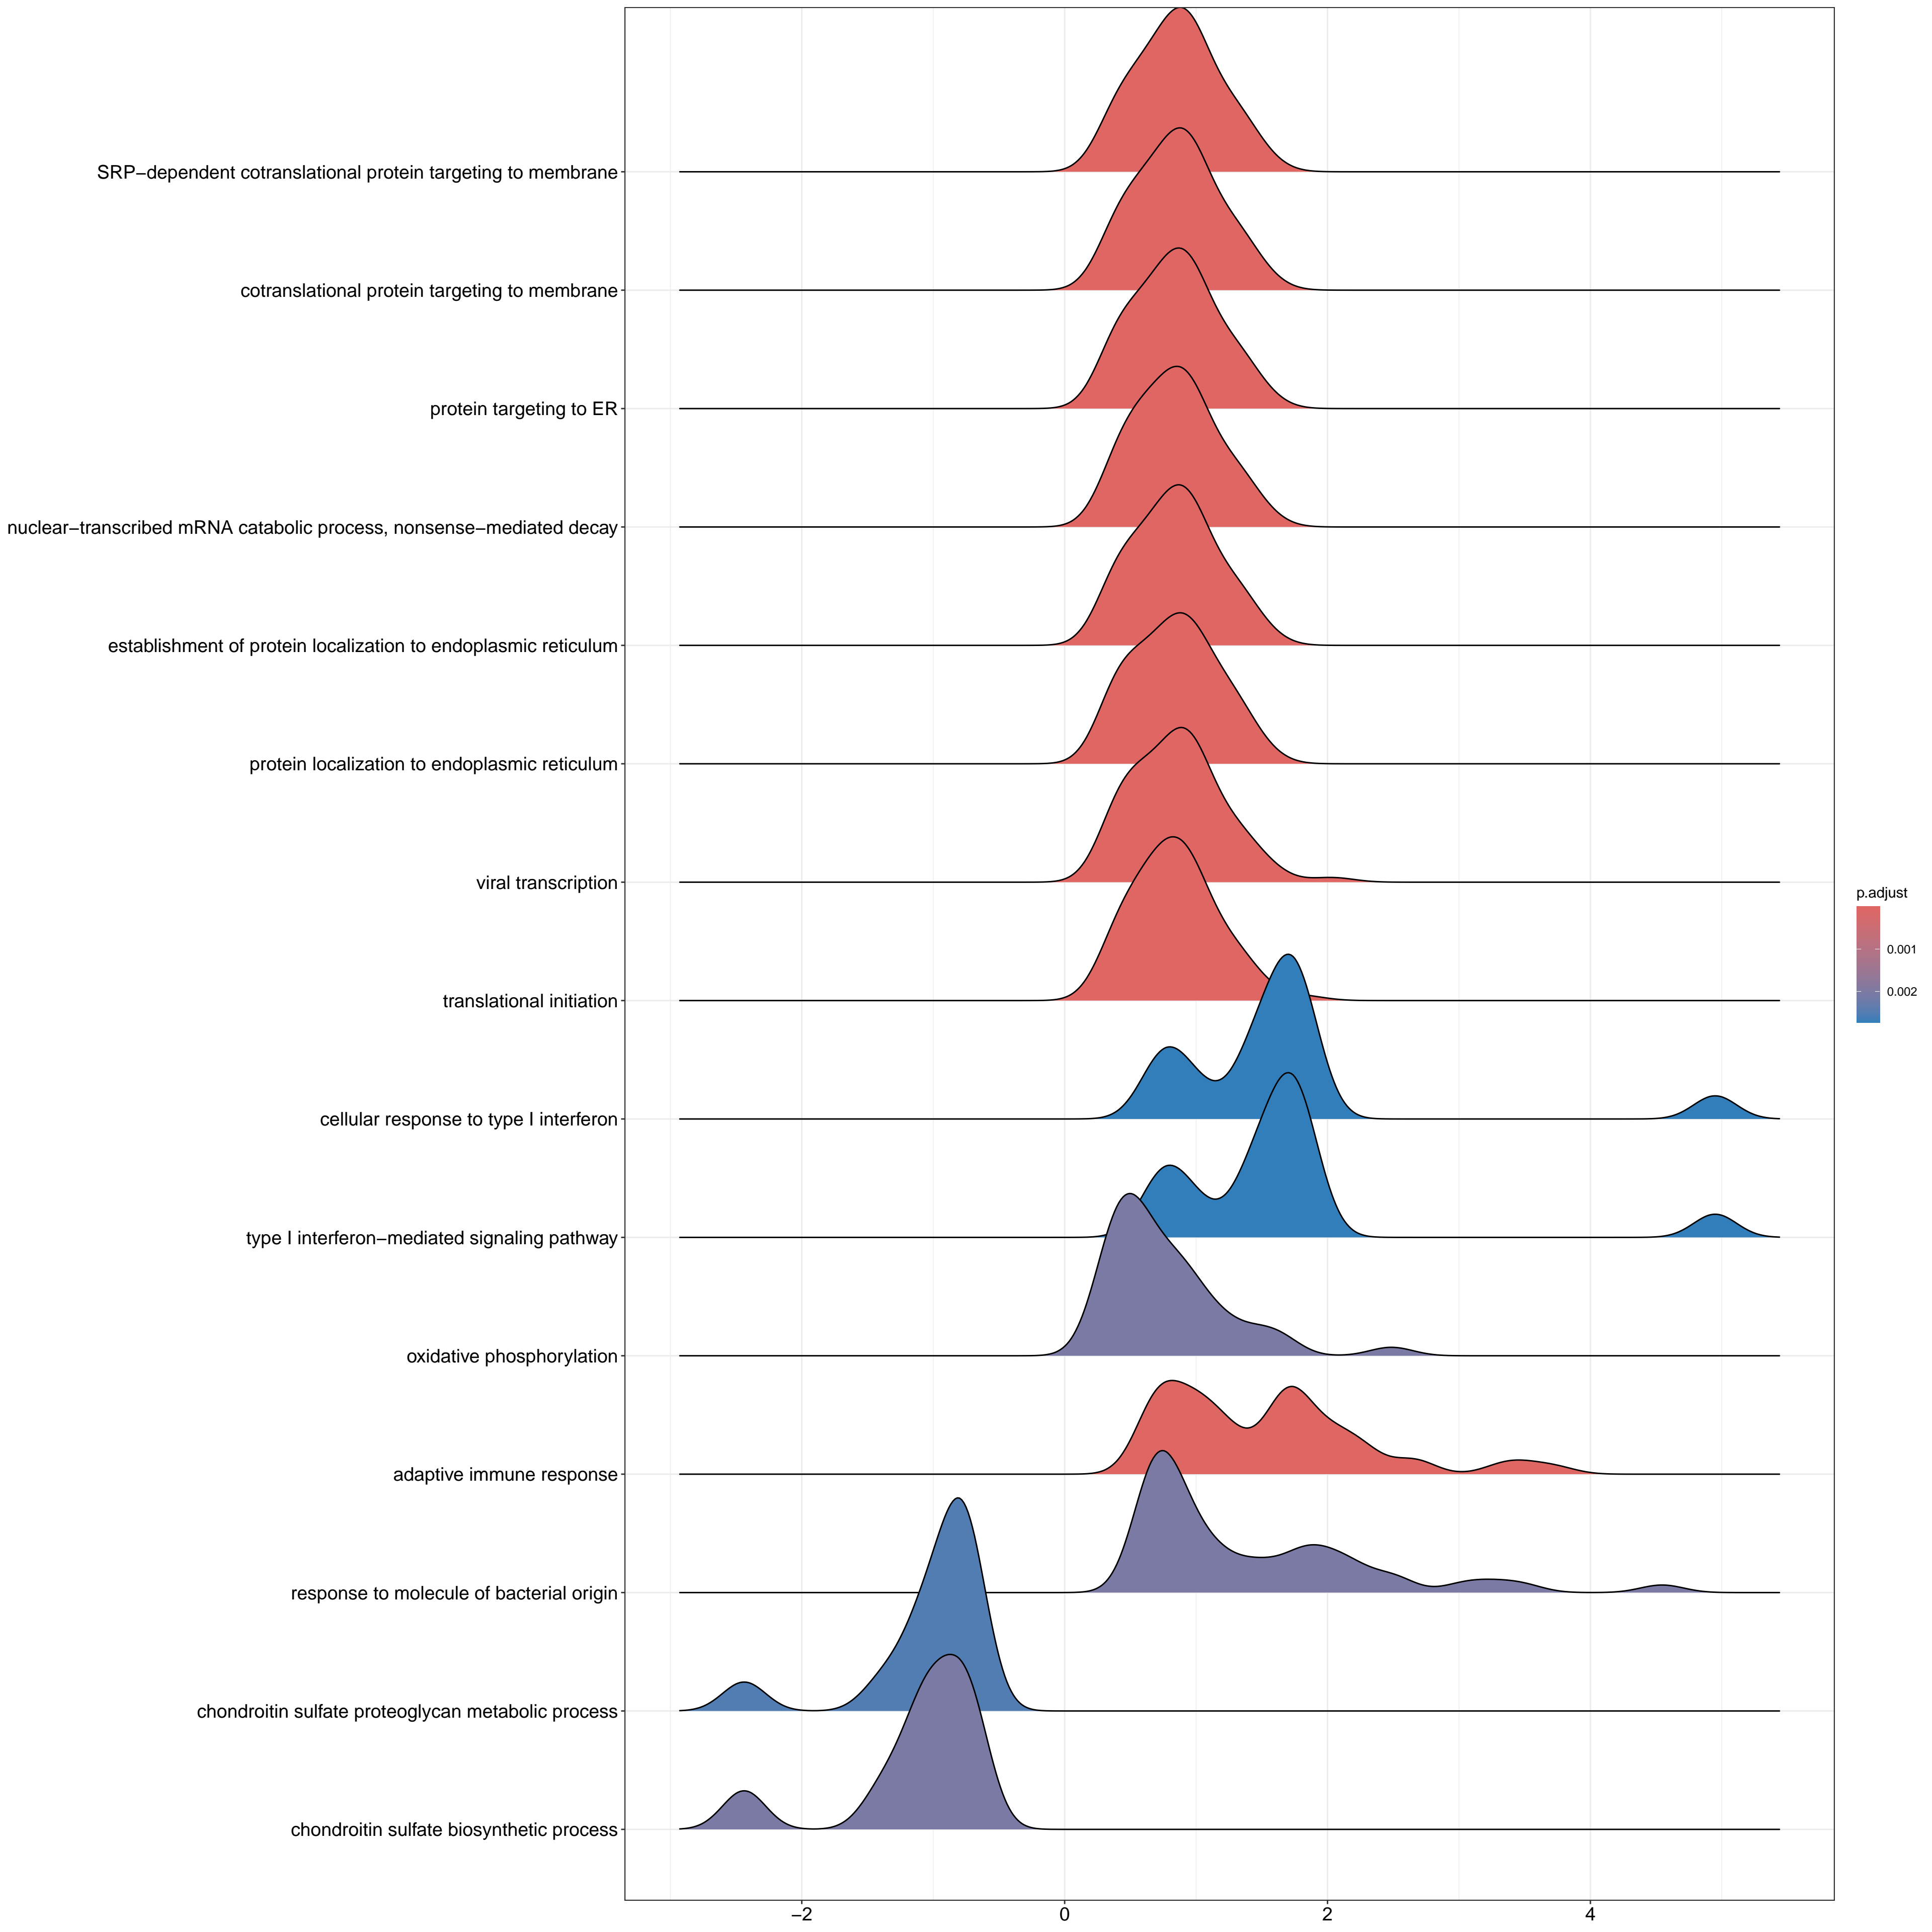 SRP−dependent cotranslational protein targeting to membrane
cotranslational protein targeting to membrane
protein targeting to ER
nuclear−transcribed mRNA catabolic process, nonsense−mediated decay
establishment of protein localization to endoplasmic reticulum
protein localization to endoplasmic reticulum
viral transcription
translational initiation
cellular response to type I interferon
type I interferon−mediated signaling pathway
oxidative phosphorylation
adaptive immune response
response to molecule of bacterial origin
chondroitin sulfate proteoglycan metabolic process
chondroitin sulfate biosynthetic process
−2 0 2 4
p.adjust
0.001
0.002